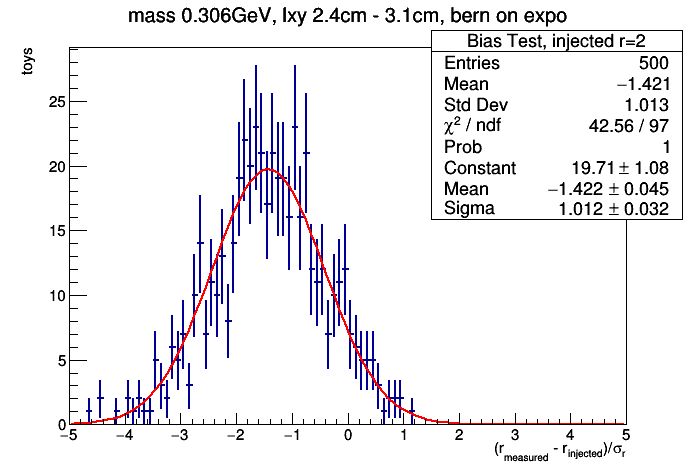 mass 0.306GeV, lxy 2.4cm - 3.1cm, bern on expo
Bias Test, injected r=2
Entries 500
Mean −1.421
Std Dev 1.013
χ² / ndf 42.56 / 97
Prob 1
Constant 19.71 ± 1.08
Mean −1.422 ± 0.045
Sigma 1.012 ± 0.032
toys
25
20
15
10
5
0
−5 −4 −3 −2 −1 0 1 2 3 4 5
(r_measured - r_injected)/σ_r